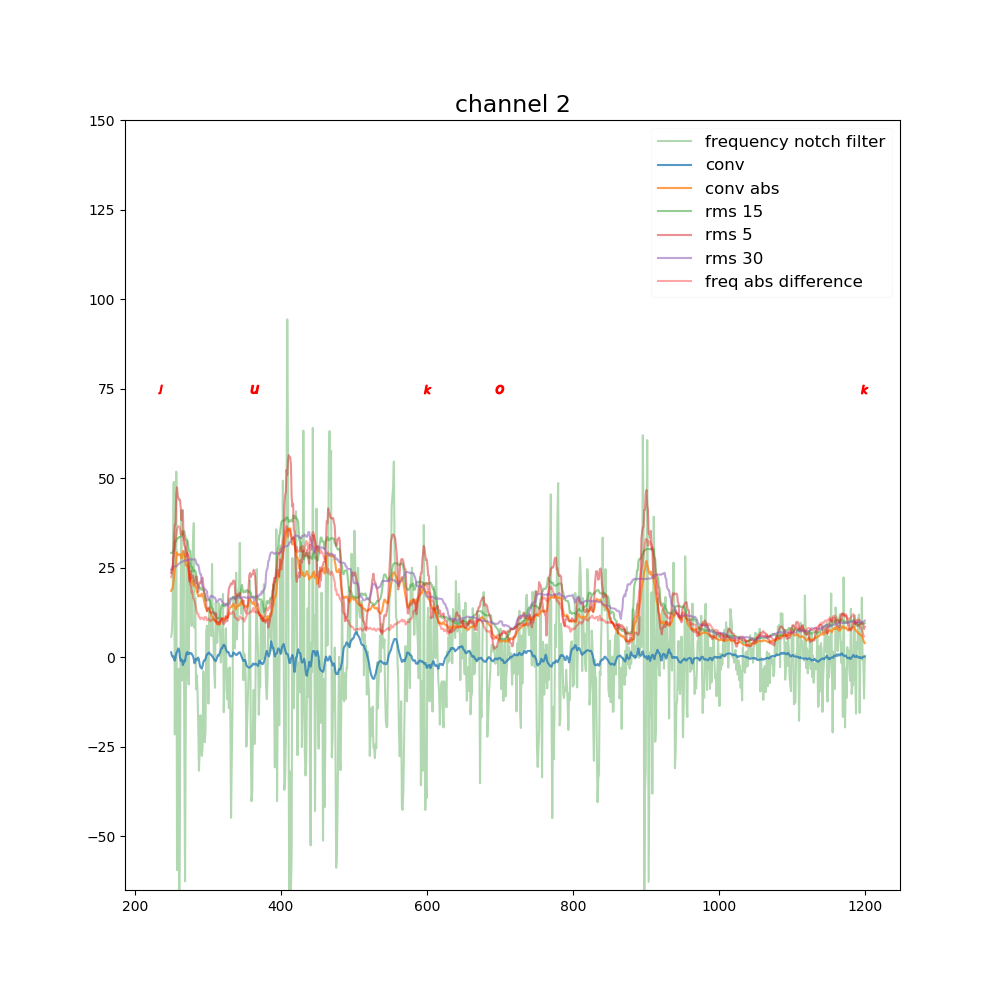 channel 2
150
125
100
75
50
25
0
−25
−50
frequency notch filter
conv
conv abs
rms 15
rms 5
rms 30
freq abs difference
j u k o k
200 400 600 800 1000 1200